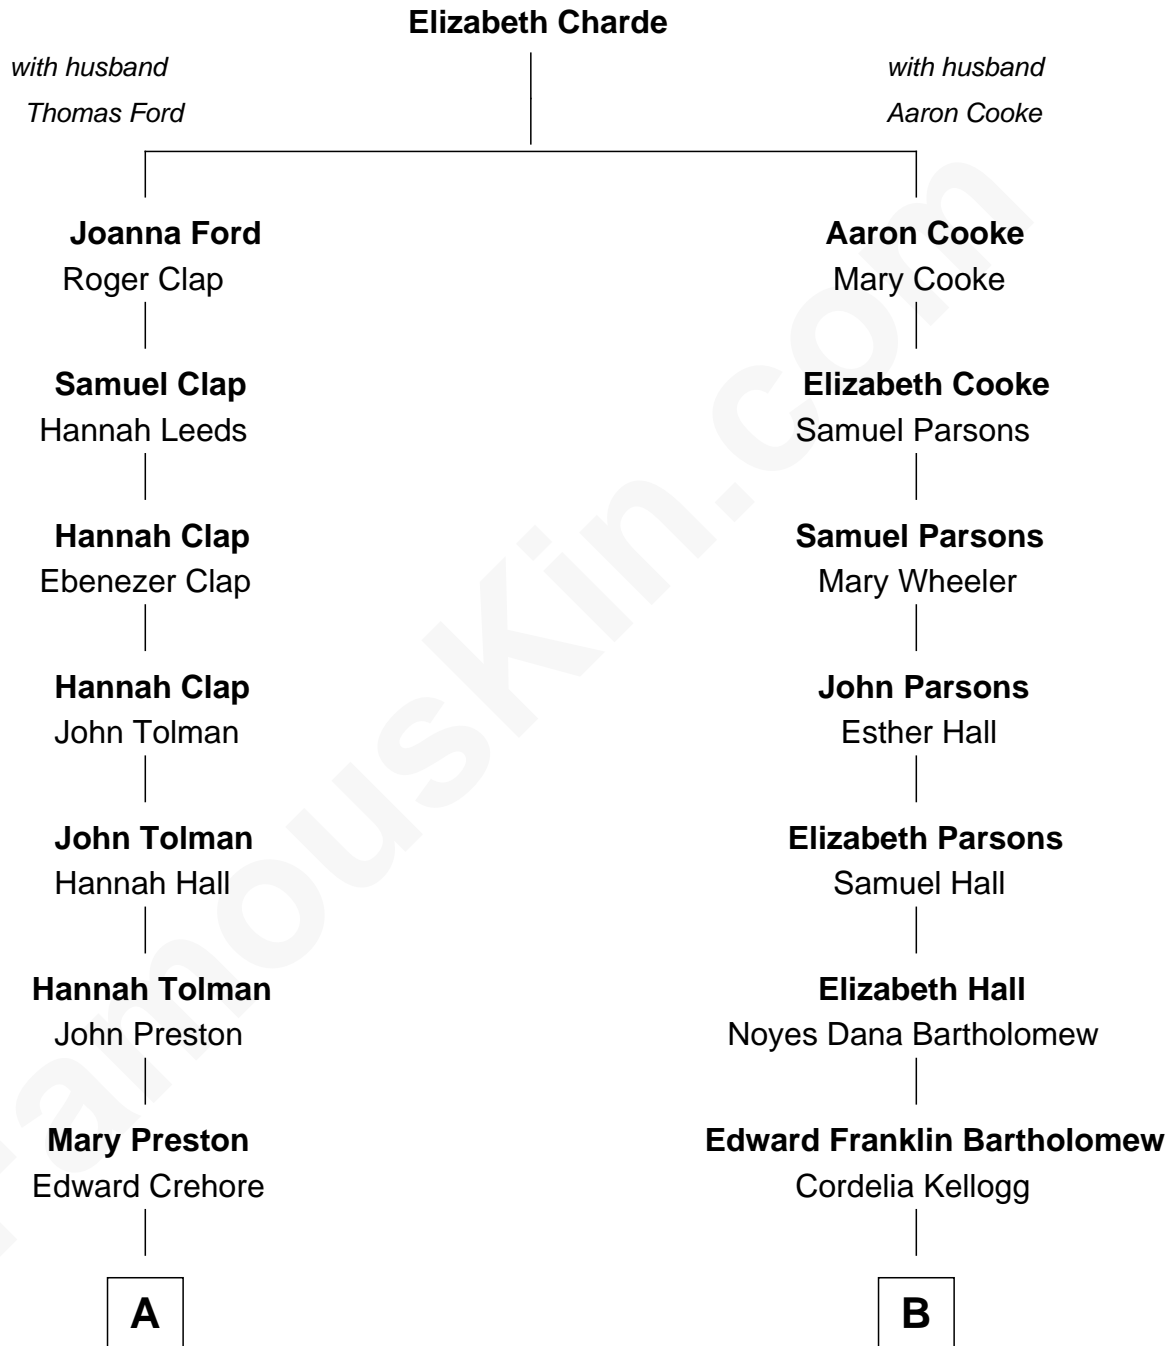 Elizabeth Charde
with husband
Thomas Ford
with husband
Aaron Cooke
Joanna Ford
Roger Clap
Aaron Cooke
Mary Cooke
Samuel Clap
Hannah Leeds
Elizabeth Cooke
Samuel Parsons
Hannah Clap
Ebenezer Clap
Samuel Parsons
Mary Wheeler
Hannah Clap
John Tolman
John Parsons
Esther Hall
John Tolman
Hannah Hall
Elizabeth Parsons
Samuel Hall
Hannah Tolman
John Preston
Elizabeth Hall
Noyes Dana Bartholomew
Mary Preston
Edward Crehore
Edward Franklin Bartholomew
Cordelia Kellogg
A
B
FamousKin.com